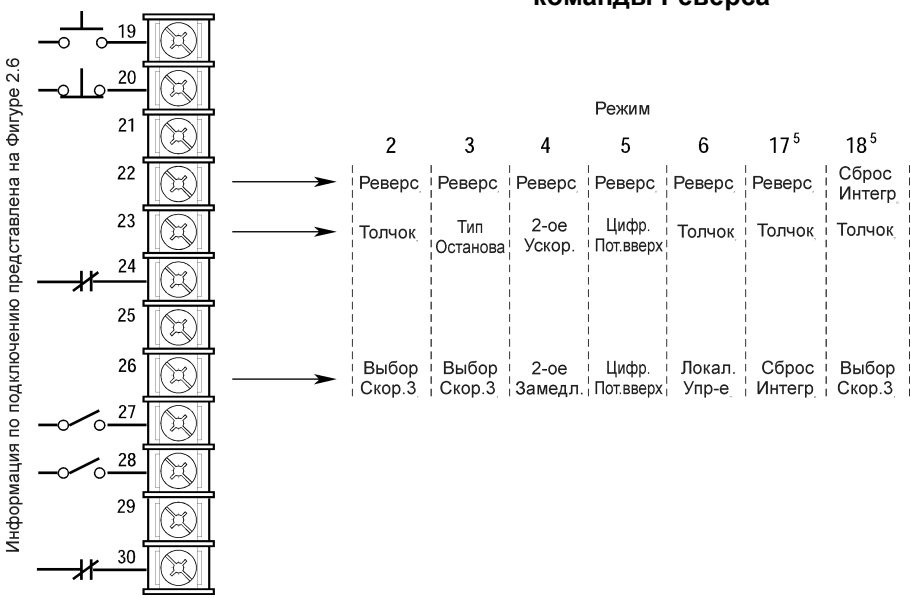 команды Реверса
Информация по подключению представлена на Фигуре 2.6
19
20
21
22
23
24
25
26
27
28
29
30
Режим
2 3 4 5 6 17⁵ 18⁵
Реверс Реверс Реверс Реверс Реверс Реверс Сброс
Интегр
Толчок Тип 2-ое Цифр. Толчок Толчок Толчок
Останова Ускор. Пот.вверх
Выбор Выбор 2-ое Цифр. Локал. Сброс Выбор
Скор.3 Скор.3 Замедл. Пот.вверх Упр-е Интегр Скор.3